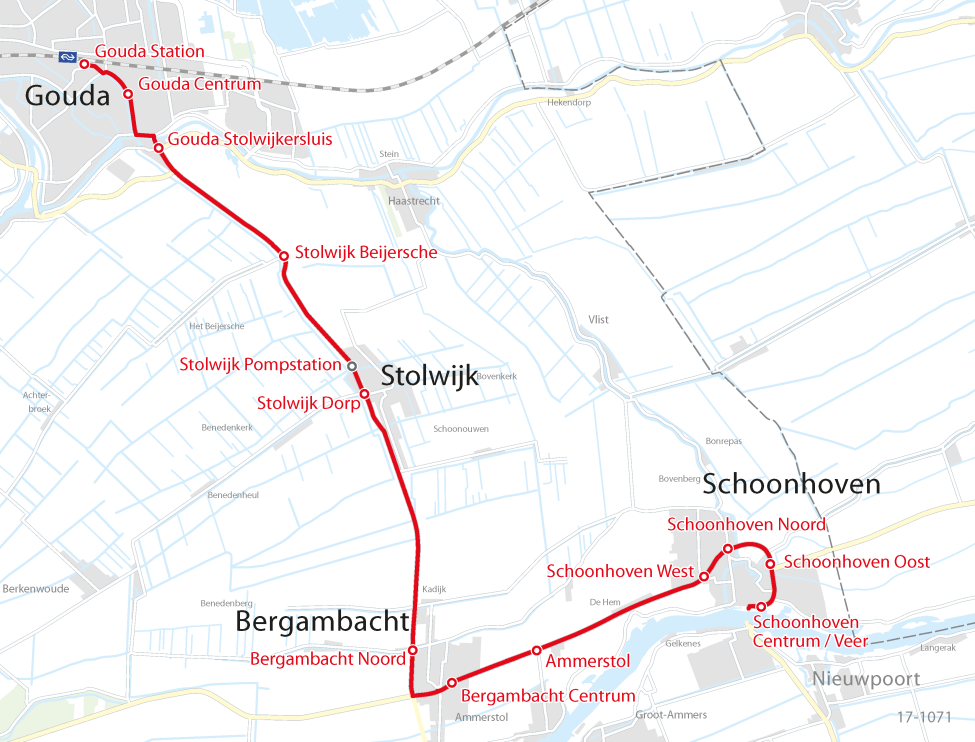 Gouda Station
Gouda Centrum
Gouda
Hekendorp
Gouda Stolwijkersluis
Stein
Haastrecht
Stolwijk Beijersche
Vlist
Het Beijersche
Stolwijk Pompstation
Stolwijk
Bovenkerk
Achter-
broek
Stolwijk Dorp
Benedenkerk
Schoonouwen
Bonrepas
Bovenberg
Schoonhoven
Benedenheul
Schoonhoven Noord
Schoonhoven Oost
Schoonhoven West
Berkenwoude
Kadijk
Benedenberg
De Hem
Bergambacht
Schoonhoven
Centrum / Veer
Gelkenes
Langerak
Bergambacht Noord
Ammerstol
Nieuwpoort
Bergambacht Centrum
Ammerstol
Groot-Ammers
17-1071